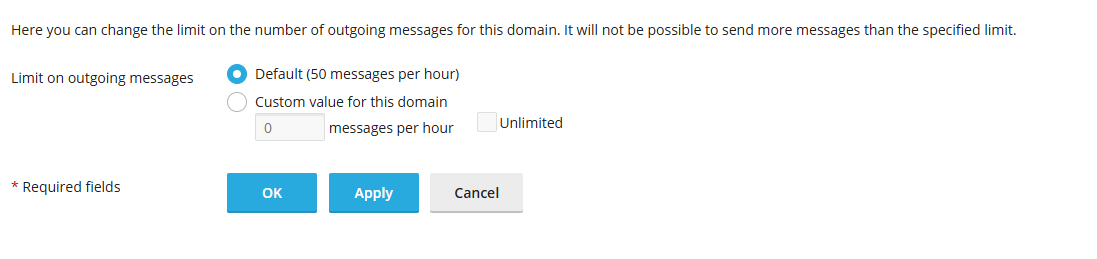 Here you can change the limit on the number of outgoing messages for this domain. It will not be possible to send more messages than the specified limit.
Limit on outgoing messages
Default (50 messages per hour)
Custom value for this domain
0 messages per hour Unlimited
* Required fields
OK Apply Cancel